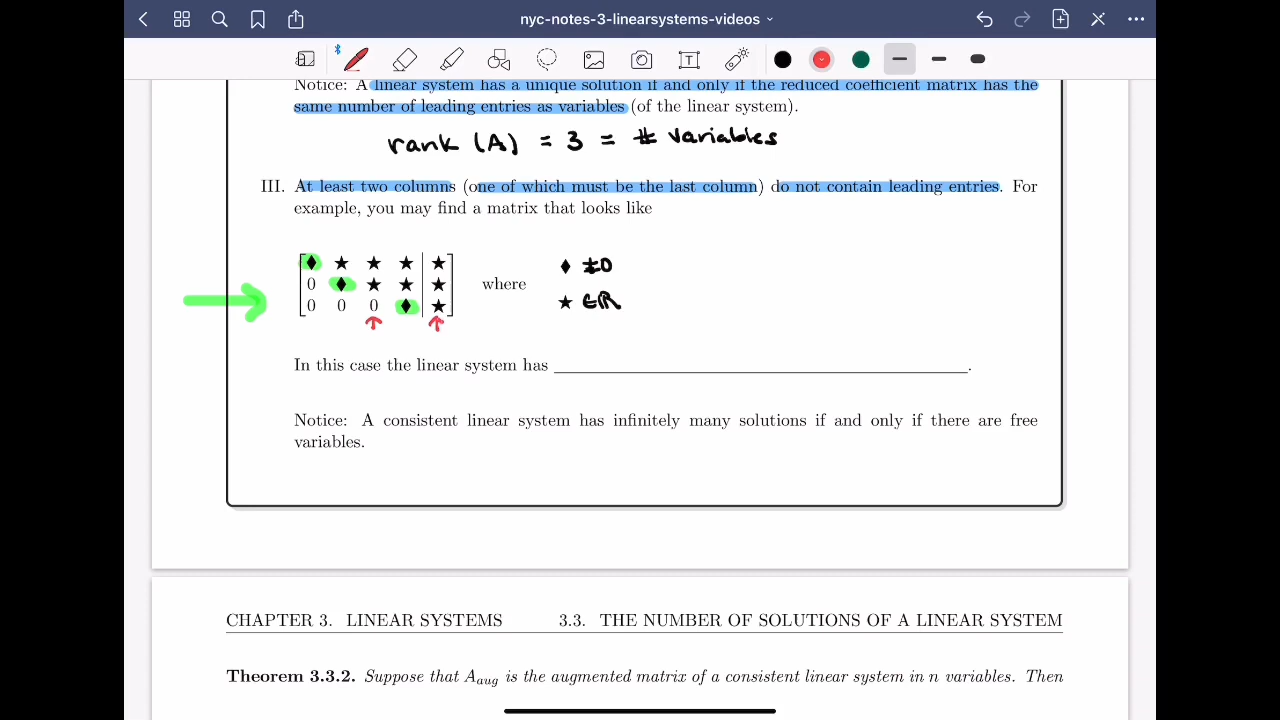 nyc-notes-3-linearsystems-videos
Notice: A linear system has a unique solution if and only if the reduced coefficient matrix has the
same number of leading entries as variables (of the linear system).
rank (A) = 3 = # variables
III. At least two columns (one of which must be the last column) do not contain leading entries. For
example, you may find a matrix that looks like
♦ ★ ★ ★ | ★
0 ♦ ★ ★ | ★
0 0 0 ♦ | ★
where
♦ ≠0
★ ∈ℝ
In this case the linear system has ____________________.
Notice: A consistent linear system has infinitely many solutions if and only if there are free
variables.
CHAPTER 3. LINEAR SYSTEMS 3.3. THE NUMBER OF SOLUTIONS OF A LINEAR SYSTEM
Theorem 3.3.2. Suppose that A_aug is the augmented matrix of a consistent linear system in n variables. Then